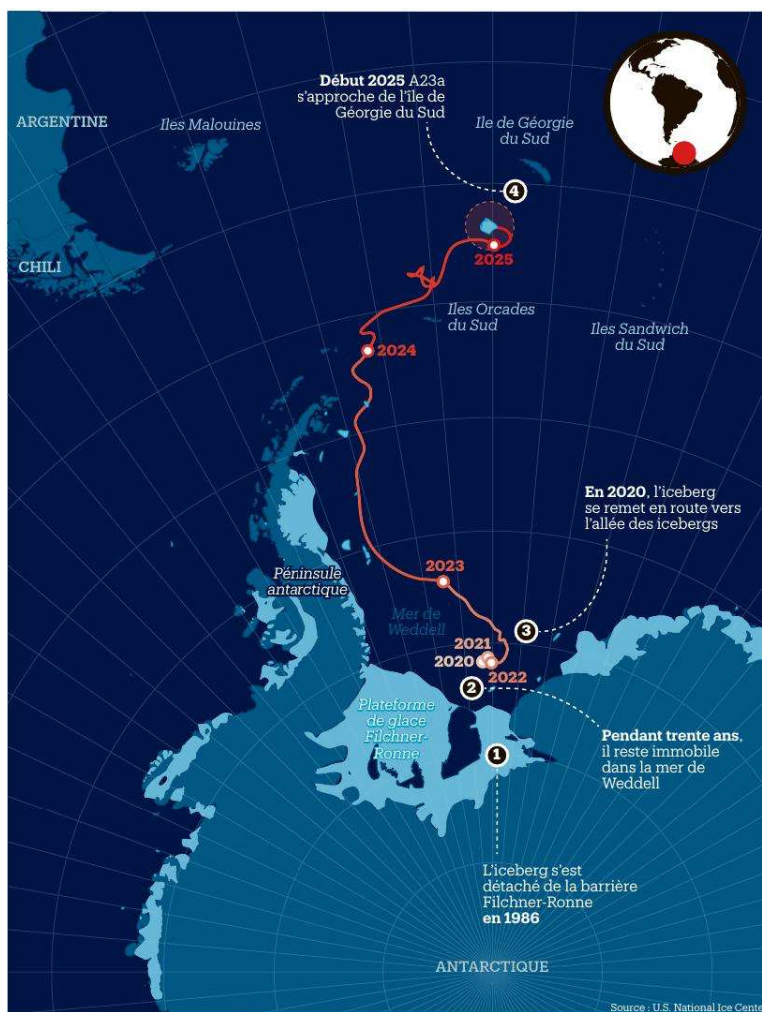 Début 2025 A23a
s'approche de l'île de
Géorgie du Sud
ARGENTINE
Iles Malouines
Ile de Géorgie
du Sud
4
CHILI
2025
Iles Orcades
du Sud
Iles Sandwich
du Sud
2024
En 2020, l'iceberg
se remet en route vers
l'allée des icebergs
2023
Péninsule
antarctique
Mer de
Weddell
3
2021
2020
2022
2
Plateforme
de glace
Filchner-
Ronne
1
Pendant trente ans,
il reste immobile
dans la mer de
Weddell
L'iceberg s'est
détaché de la barrière
Filchner-Ronne
en 1986
ANTARCTIQUE
Source : U.S. National Ice Cente